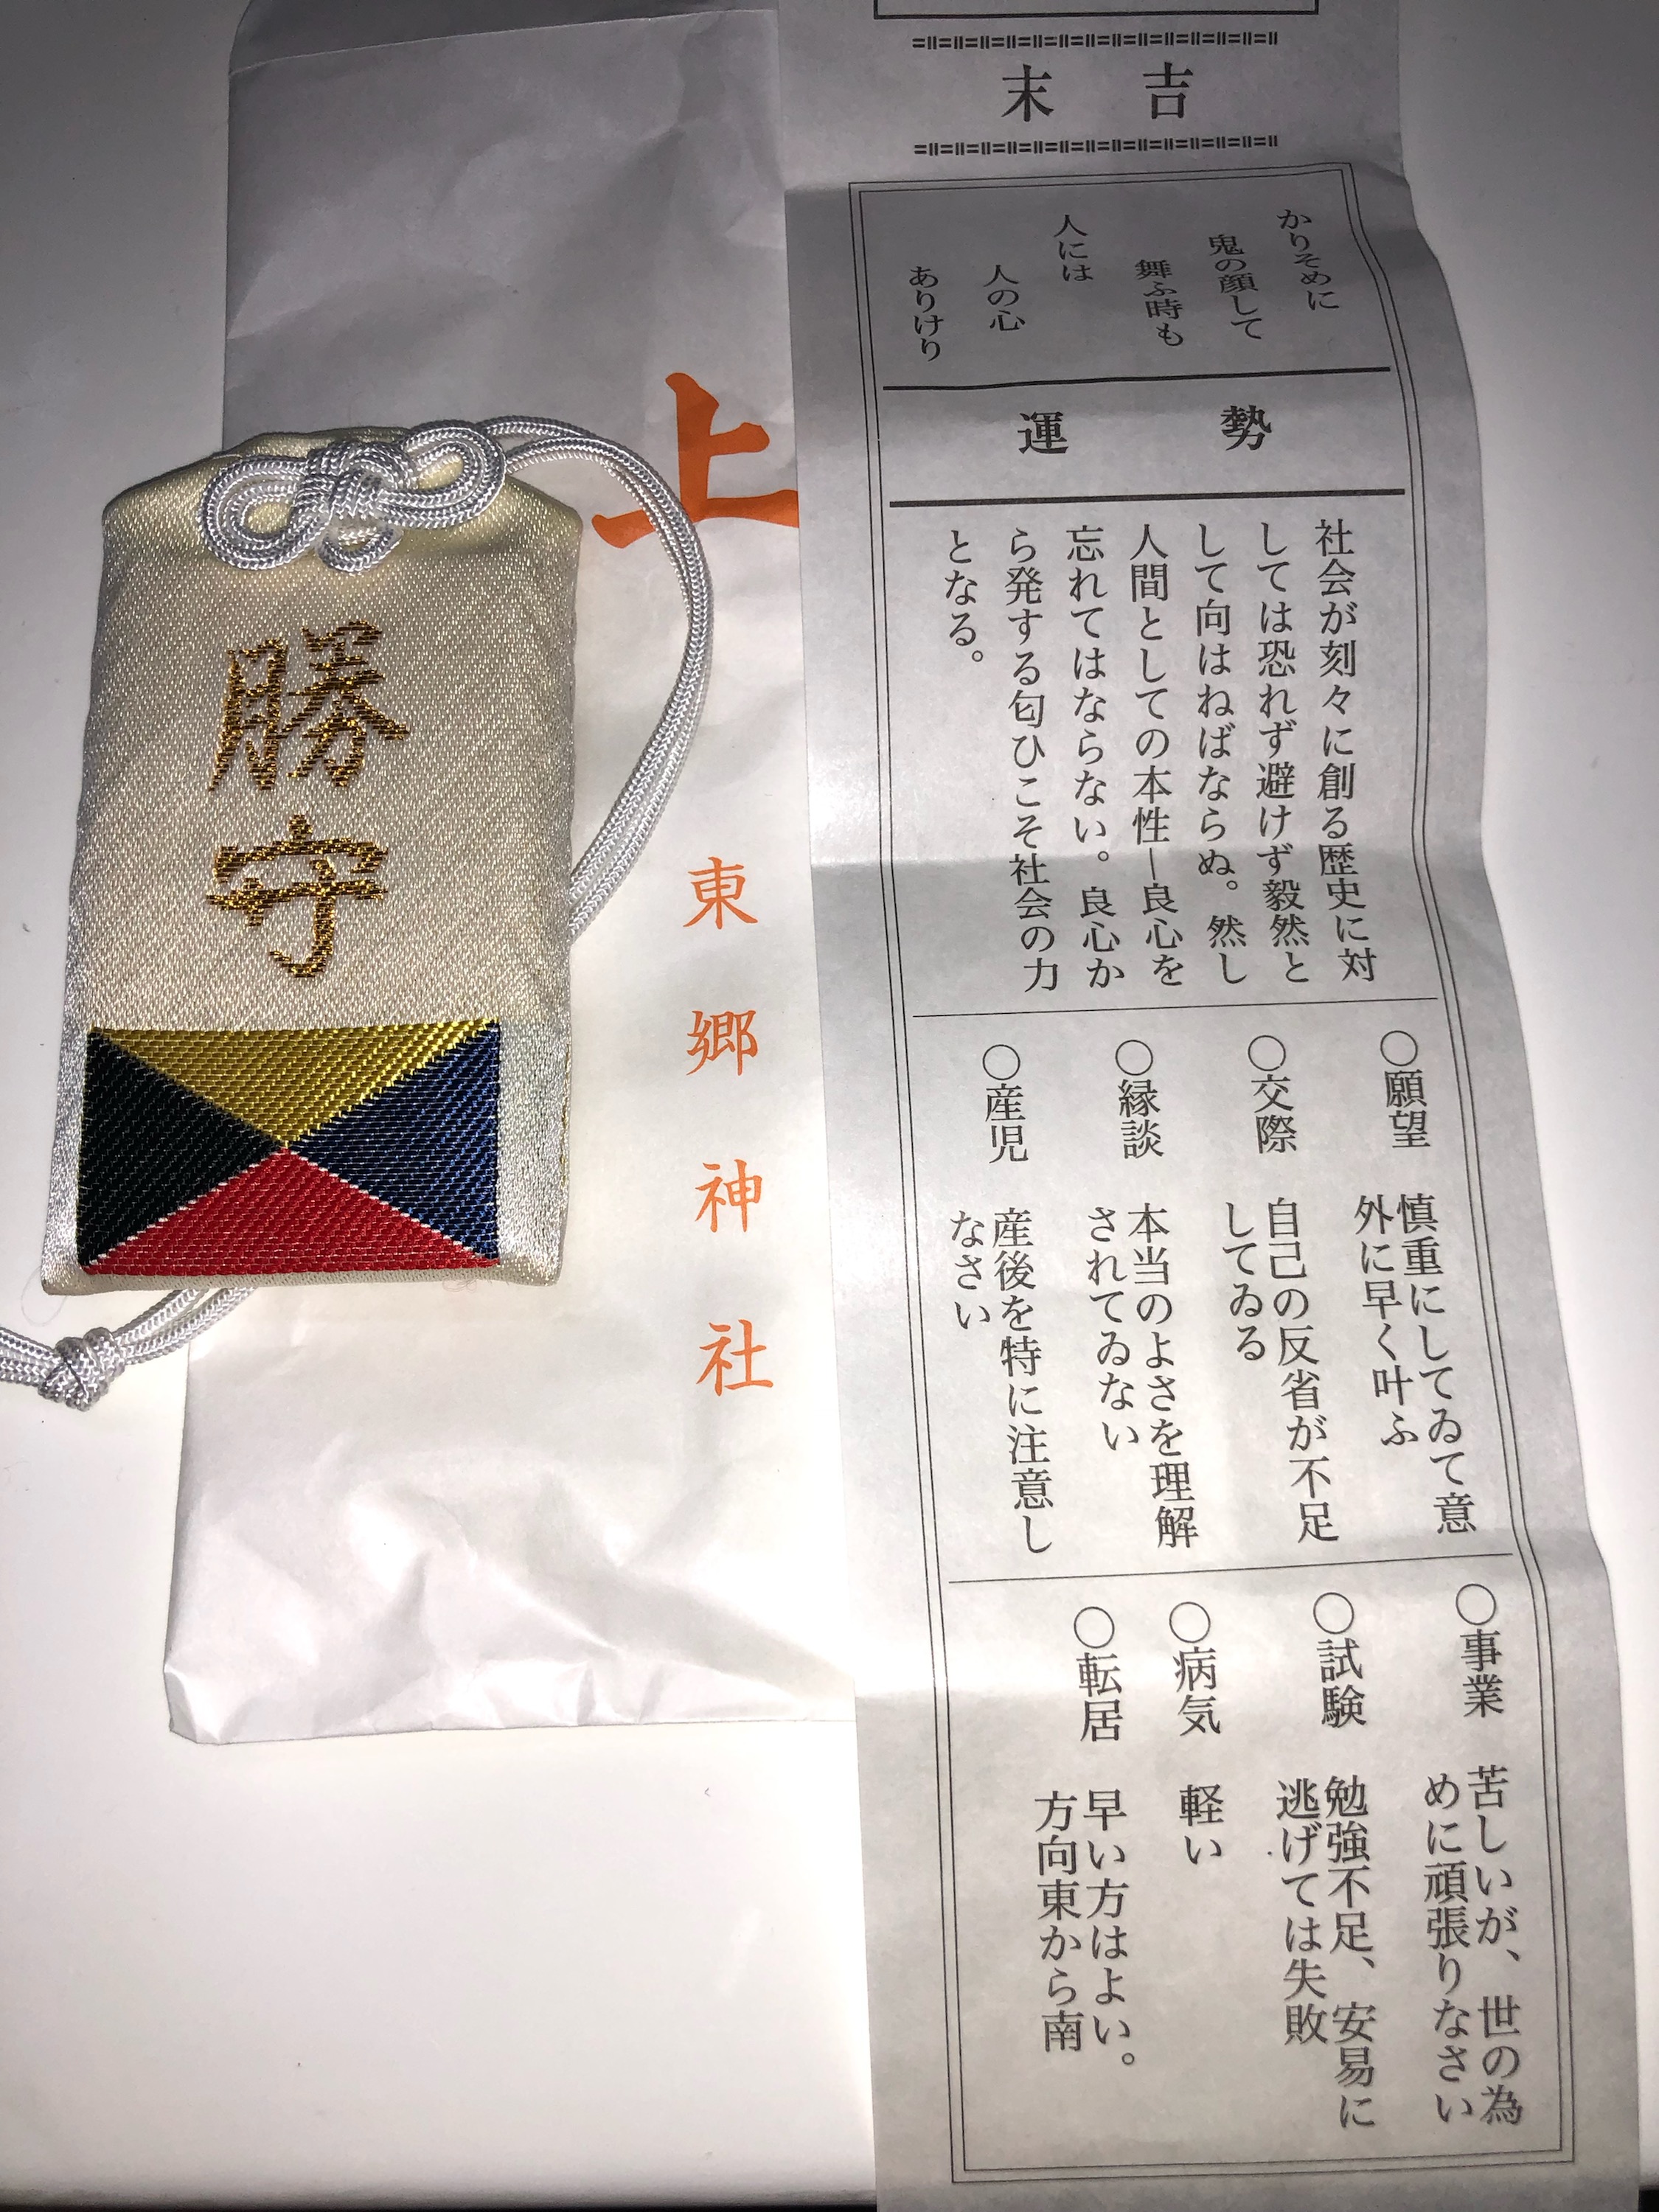 末吉
かりそめに
鬼の顔して
舞ふ時も
人には
人の心
ありけり
運勢
社会が刻々に創る歴史に対
しては恐れず避けず毅然と
して向はねばならぬ。然し
人間としての本性―良心を
忘れてはならない。良心か
ら発する匂ひこそ社会の力
となる。
○願望
慎重にしてゐて意
外に早く叶ふ
○交際
自己の反省が不足
してゐる
○縁談
本当のよさを理解
されてゐない
○産児
産後を特に注意し
なさい
○事業
苦しいが、世の為
めに頑張りなさい
○試験
勉強不足、安易に
逃げては失敗
○病気
軽い
○転居
早い方はよい。
方向東から南
上
東郷神社
勝守